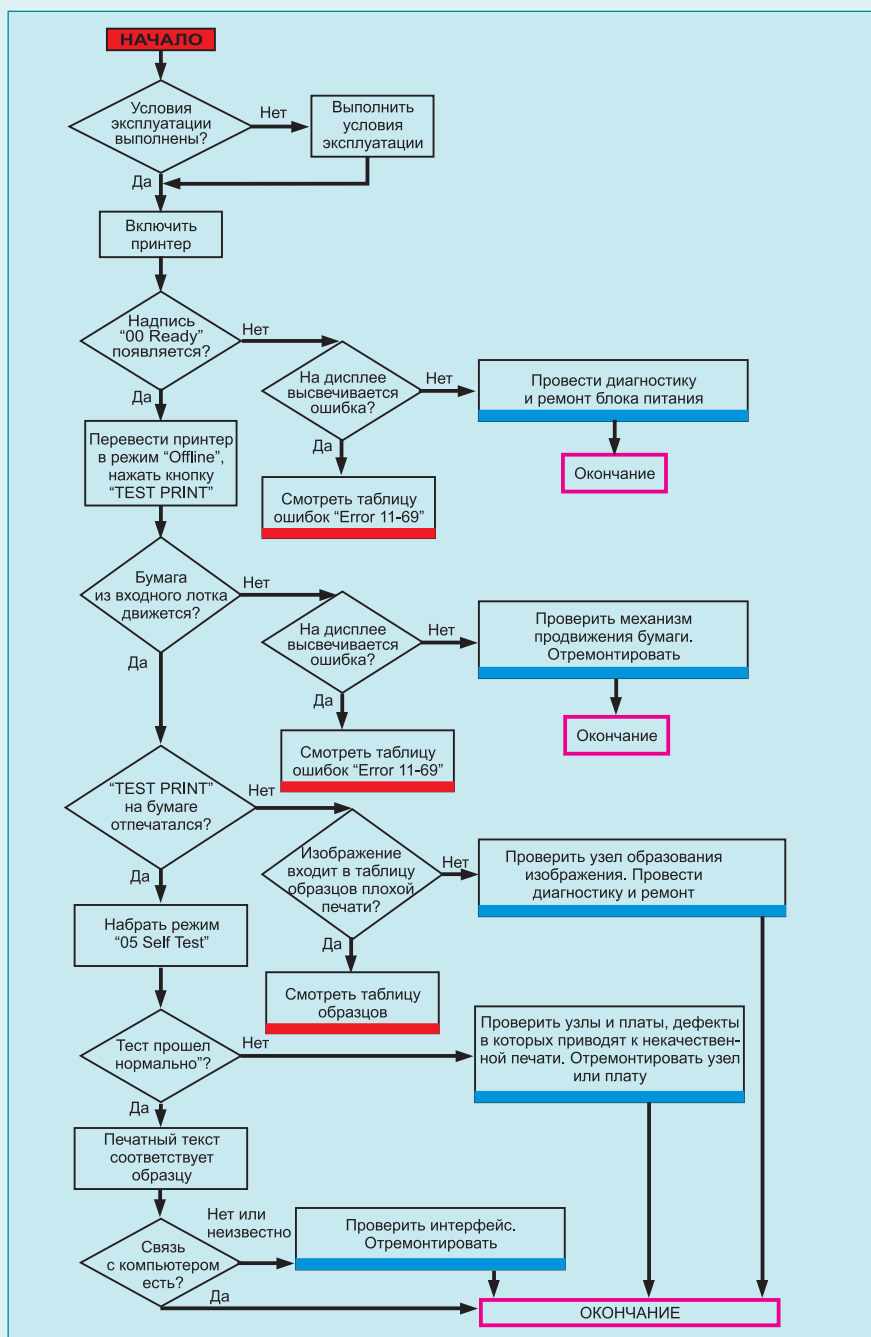 НАЧАЛО
Условия
эксплуатации
выполнены?
Нет
Выполнить
условия
эксплуатации
Да
Включить
принтер
Надпись
“00 Ready”
появляется?
Нет
На дисплее
высвечивается
ошибка?
Нет
Провести диагностику
и ремонт блока питания
Да
Да
Окончание
Перевести принтер
в режим “Offline”,
нажать кнопку
“TEST PRINT”
Смотреть таблицу
ошибок “Error 11-69”
Бумага
из входного лотка
движется?
Нет
На дисплее
высвечивается
ошибка?
Нет
Проверить механизм
продвижения бумаги.
Отремонтировать
Да
Да
Окончание
Смотреть таблицу
ошибок “Error 11-69”
“TEST PRINT”
на бумаге
отпечатался?
Нет
Изображение
входит в таблицу
образцов плохой
печати?
Нет
Проверить узел образования
изображения. Провести
диагностику и ремонт
Да
Набрать режим
“05 Self Test”
Да
Смотреть таблицу
образцов
Тест прошел
нормально”?
Нет
Проверить узлы и платы, дефекты
в которых приводят к некачествен-
ной печати. Отремонтировать узел
или плату
Да
Печатный текст
соответствует
образцу
Нет или
неизвестно
Связь
с компьютером
есть?
Проверить интерфейс.
Отремонтировать
Да
ОКОНЧАНИЕ